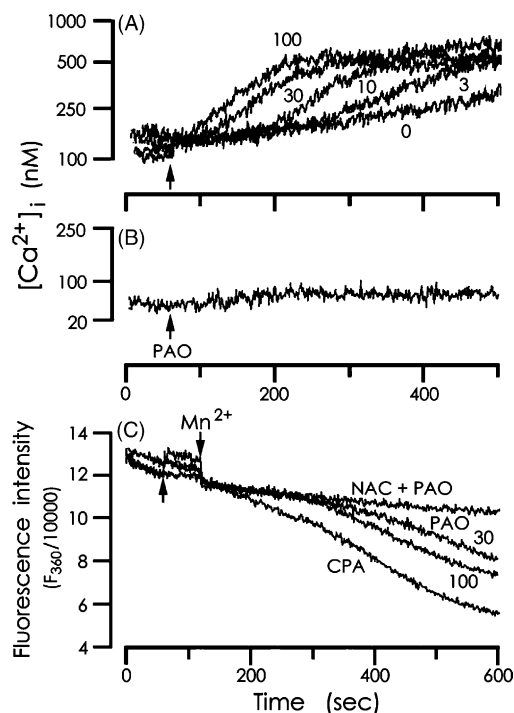 (A)
1000
500
250
100
100
30
10
3
0
[Ca2+]i (nM)
(B)
250
100
20
PAO
0
200
400
(C)
14
12
10
8
6
4
Fluorescence intensity
(F360/10000)
Mn2+
NAC + PAO
PAO
30
100
CPA
0
200
400
600
Time (sec)